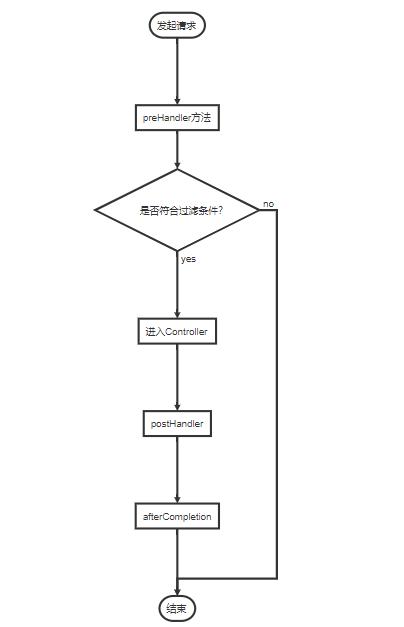 发起请求
preHandler方法
是否符合过滤条件?
no
yes
进入Controller
postHandler
afterCompletion
结束